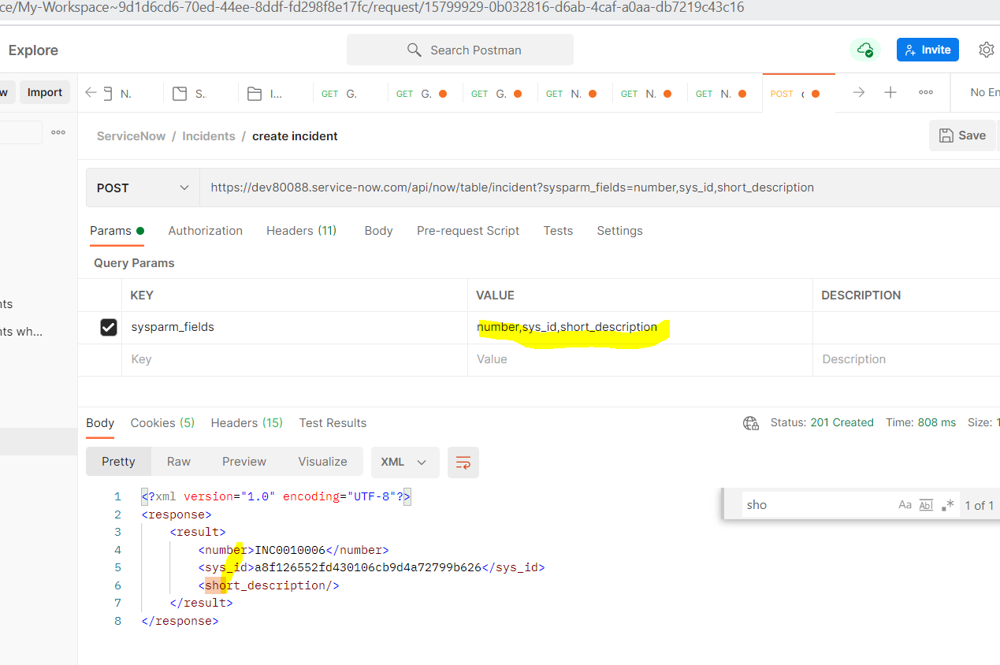 ce/My-Workspace~9d1d6cd6-70ed-44ee-8ddf-fd298f8e17fc/request/15799929-0b032816-d6ab-4caf-a0aa-db7219c43c16
Explore Search Postman Invite
w Import N. S. I... GET G. GET G. GET G. GET N. GET N. GET N. POST No En
ServiceNow / Incidents / create incident Save
POST https://dev80088.service-now.com/api/now/table/incident?sysparm_fields=number,sys_id,short_description
Params Authorization Headers (11) Body Pre-request Script Tests Settings
Query Params
KEY VALUE DESCRIPTION
nts
sysparm_fields number,sys_id,short_description
nts wh...
Key Value Description
Body Cookies (5) Headers (15) Test Results Status: 201 Created Time: 808 ms Size: 1
Pretty Raw Preview Visualize XML
1 <?xml version="1.0" encoding="UTF-8"?>
sho Aa Abl .* 1 of 1
2 <response>
3 <result>
4 <number>INC0010006</number>
5 <sys_id>a8f126552fd430106cb9d4a72799b626</sys_id>
6 <short_description/>
7 </result>
8 </response>